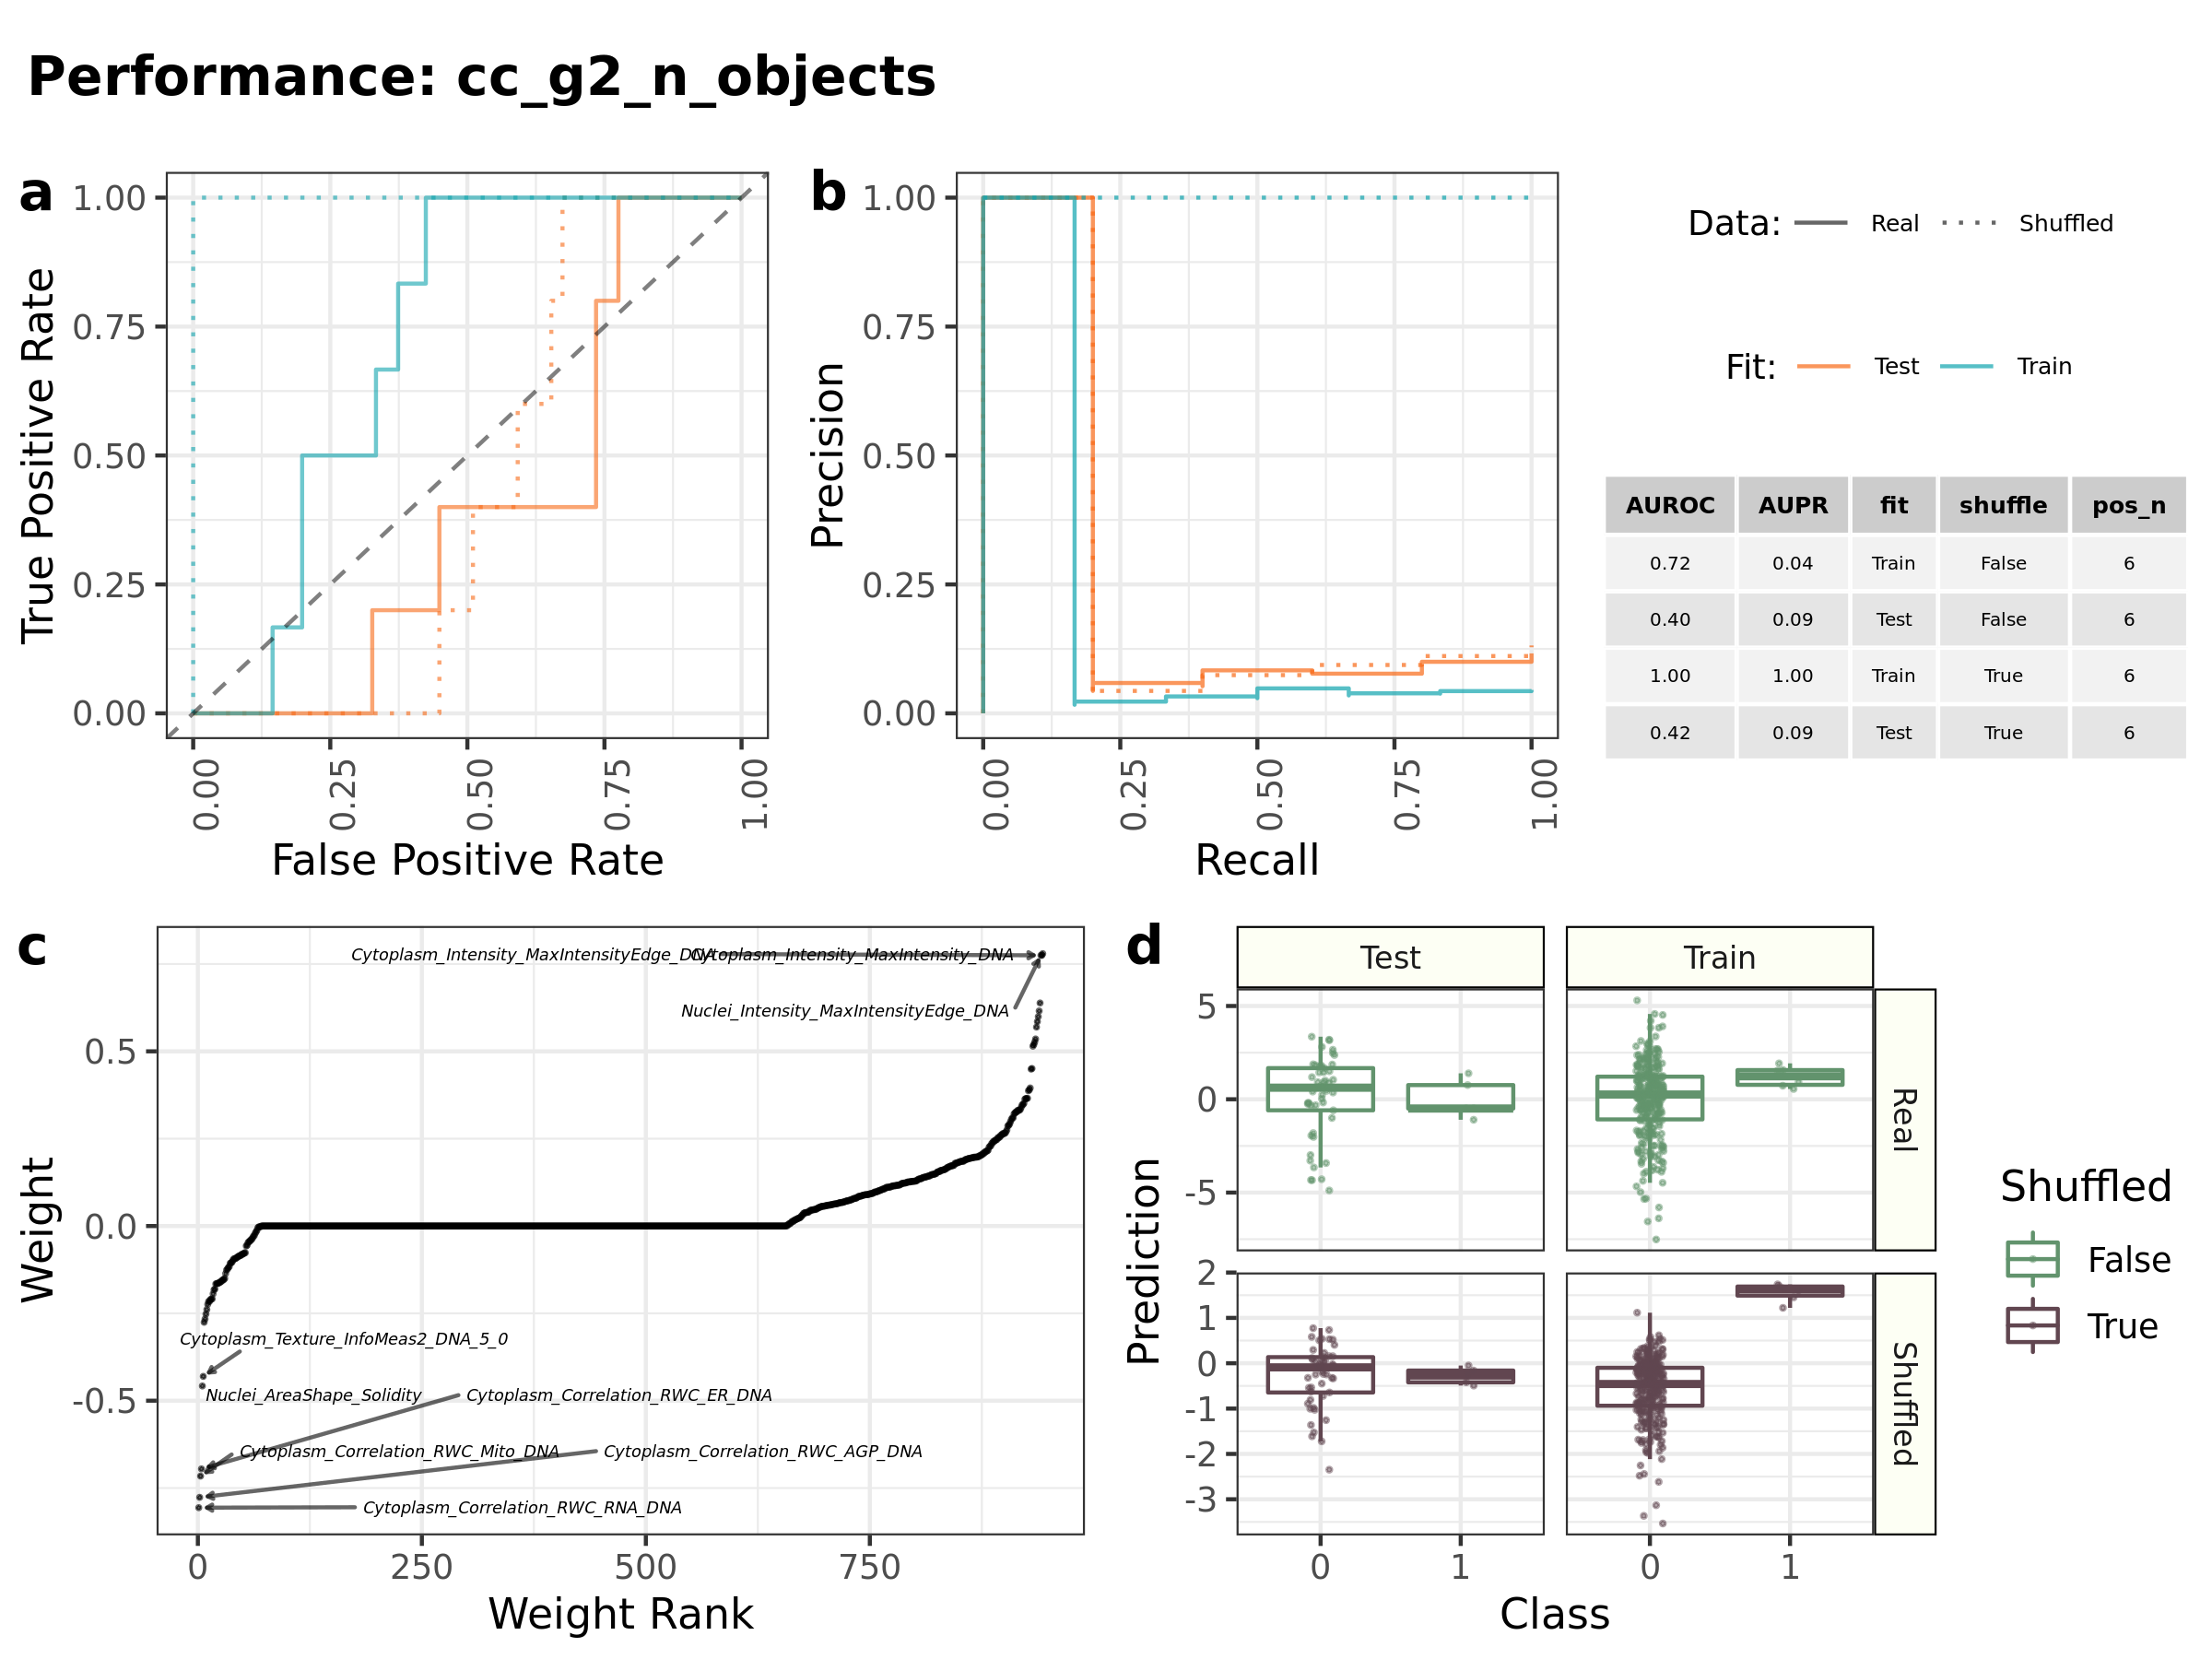 Performance: cc_g2_n_objects
a
True Positive Rate
1.00
0.75
0.50
0.25
0.00
0.00 0.25 0.50 0.75 1.00
False Positive Rate
b
Precision
1.00
0.75
0.50
0.25
0.00
0.00 0.25 0.50 0.75 1.00
Recall
Data: Real Shuffled
Fit: Test Train
AUROC AUPR fit shuffle pos_n
0.72 0.04 Train False 6
0.40 0.09 Test False 6
1.00 1.00 Train True 6
0.42 0.09 Test True 6
c
Weight
0.5
0.0
-0.5
Cytoplasm_Intensity_MaxIntensityEdge_DNA
Cytoplasm_Intensity_MaxIntensity_DNA
Nuclei_Intensity_MaxIntensityEdge_DNA
Cytoplasm_Texture_InfoMeas2_DNA_5_0
Nuclei_AreaShape_Solidity
Cytoplasm_Correlation_RWC_ER_DNA
Cytoplasm_Correlation_RWC_Mito_DNA
Cytoplasm_Correlation_RWC_AGP_DNA
Cytoplasm_Correlation_RWC_RNA_DNA
0 250 500 750
Weight Rank
d
Prediction
Test Train
5
0
-5
Real
2
1
0
-1
-2
-3
Shuffled
0 1 0 1
Class
Shuffled
False
True